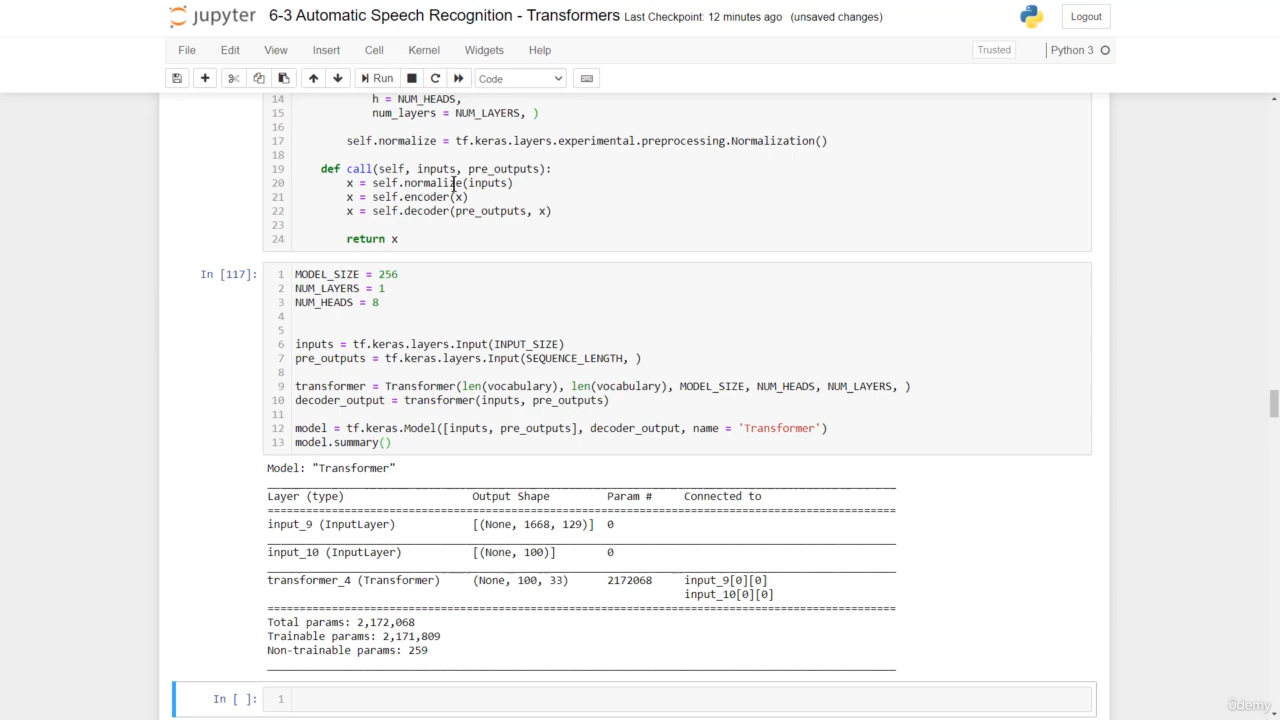 jupyter 6-3 Automatic Speech Recognition - Transformers Last Checkpoint: 12 minutes ago (unsaved changes) Logout
File Edit View Insert Cell Kernel Widgets Help Trusted Python 3
Run Code
14 h = NUM_HEADS,
15 num_layers = NUM_LAYERS, )
16
17 self.normalize = tf.keras.layers.experimental.preprocessing.Normalization()
18
19 def call(self, inputs, pre_outputs):
20 x = self.normalize(inputs)
21 x = self.encoder(x)
22 x = self.decoder(pre_outputs, x)
23
24 return x
In [117]: 1 MODEL_SIZE = 256
2 NUM_LAYERS = 1
3 NUM_HEADS = 8
4
5
6 inputs = tf.keras.layers.Input(INPUT_SIZE)
7 pre_outputs = tf.keras.layers.Input(SEQUENCE_LENGTH, )
8
9 transformer = Transformer(len(vocabulary), len(vocabulary), MODEL_SIZE, NUM_HEADS, NUM_LAYERS, )
10 decoder_output = transformer(inputs, pre_outputs)
11
12 model = tf.keras.Model([inputs, pre_outputs], decoder_output, name = 'Transformer')
13 model.summary()
Model: "Transformer"
Layer (type) Output Shape Param # Connected to
input_9 (InputLayer) [(None, 1668, 129)] 0
input_10 (InputLayer) [(None, 100)] 0
transformer_4 (Transformer) (None, 100, 33) 2172068 input_9[0][0]
input_10[0][0]
Total params: 2,172,068
Trainable params: 2,171,809
Non-trainable params: 259
In [ ]: 1
ûdemy